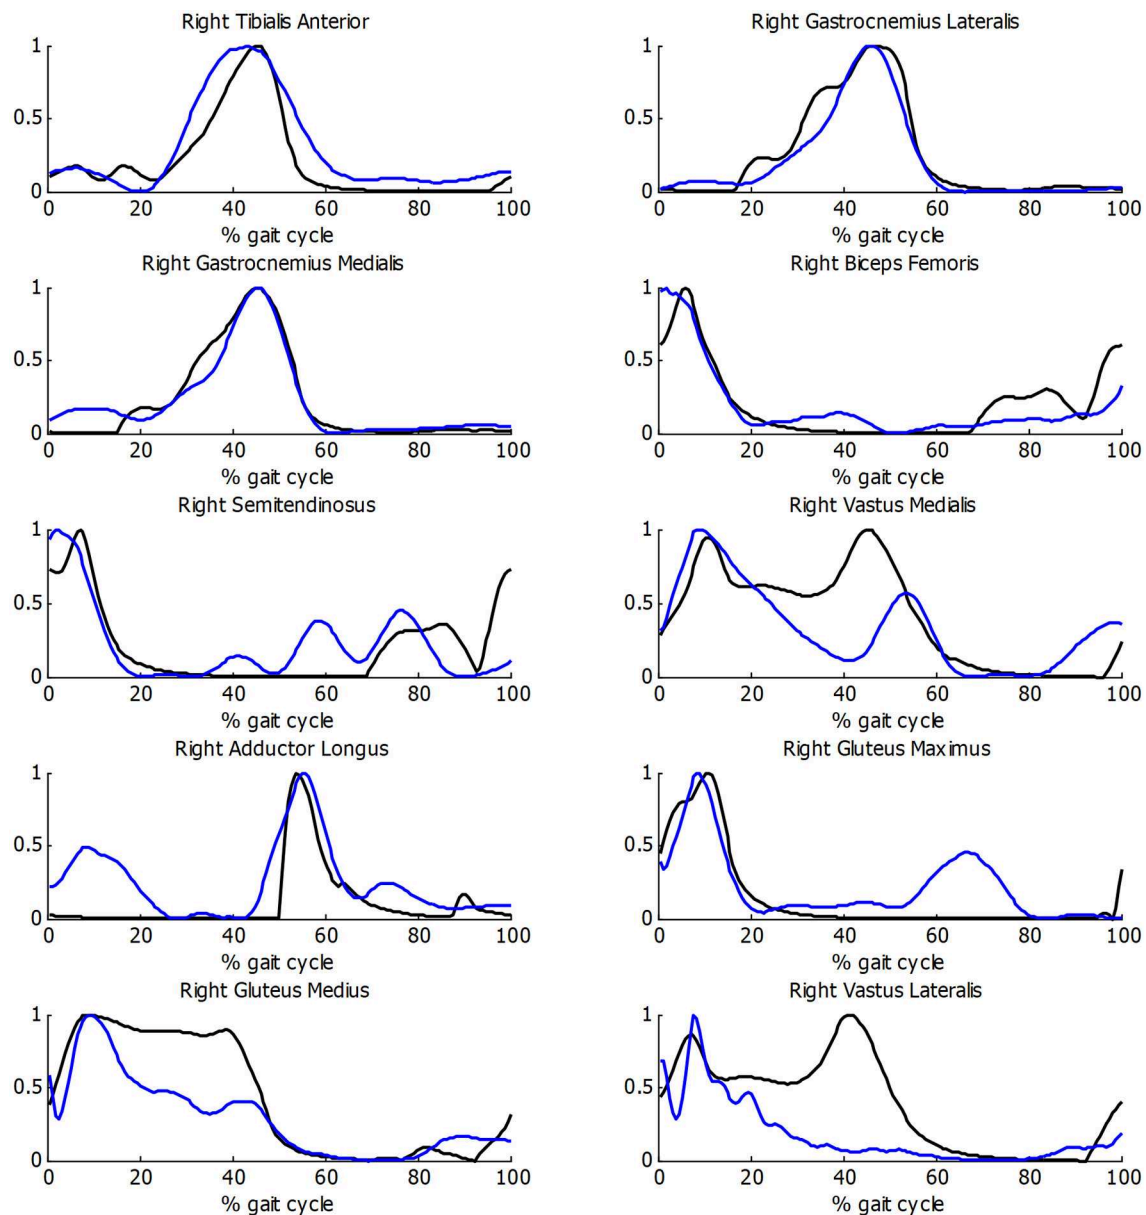 Right Tibialis Anterior
1
0.5
0
0 20 40 60 80 100
% gait cycle
Right Gastrocnemius Lateralis
1
0.5
0
0 20 40 60 80 100
% gait cycle
Right Gastrocnemius Medialis
1
0.5
0
0 20 40 60 80 100
% gait cycle
Right Biceps Femoris
1
0.5
0
0 20 40 60 80 100
% gait cycle
Right Semitendinosus
1
0.5
0
0 20 40 60 80 100
% gait cycle
Right Vastus Medialis
1
0.5
0
0 20 40 60 80 100
% gait cycle
Right Adductor Longus
1
0.5
0
0 20 40 60 80 100
% gait cycle
Right Gluteus Maximus
1
0.5
0
0 20 40 60 80 100
% gait cycle
Right Gluteus Medius
1
0.5
0
0 20 40 60 80 100
% gait cycle
Right Vastus Lateralis
1
0.5
0
0 20 40 60 80 100
% gait cycle